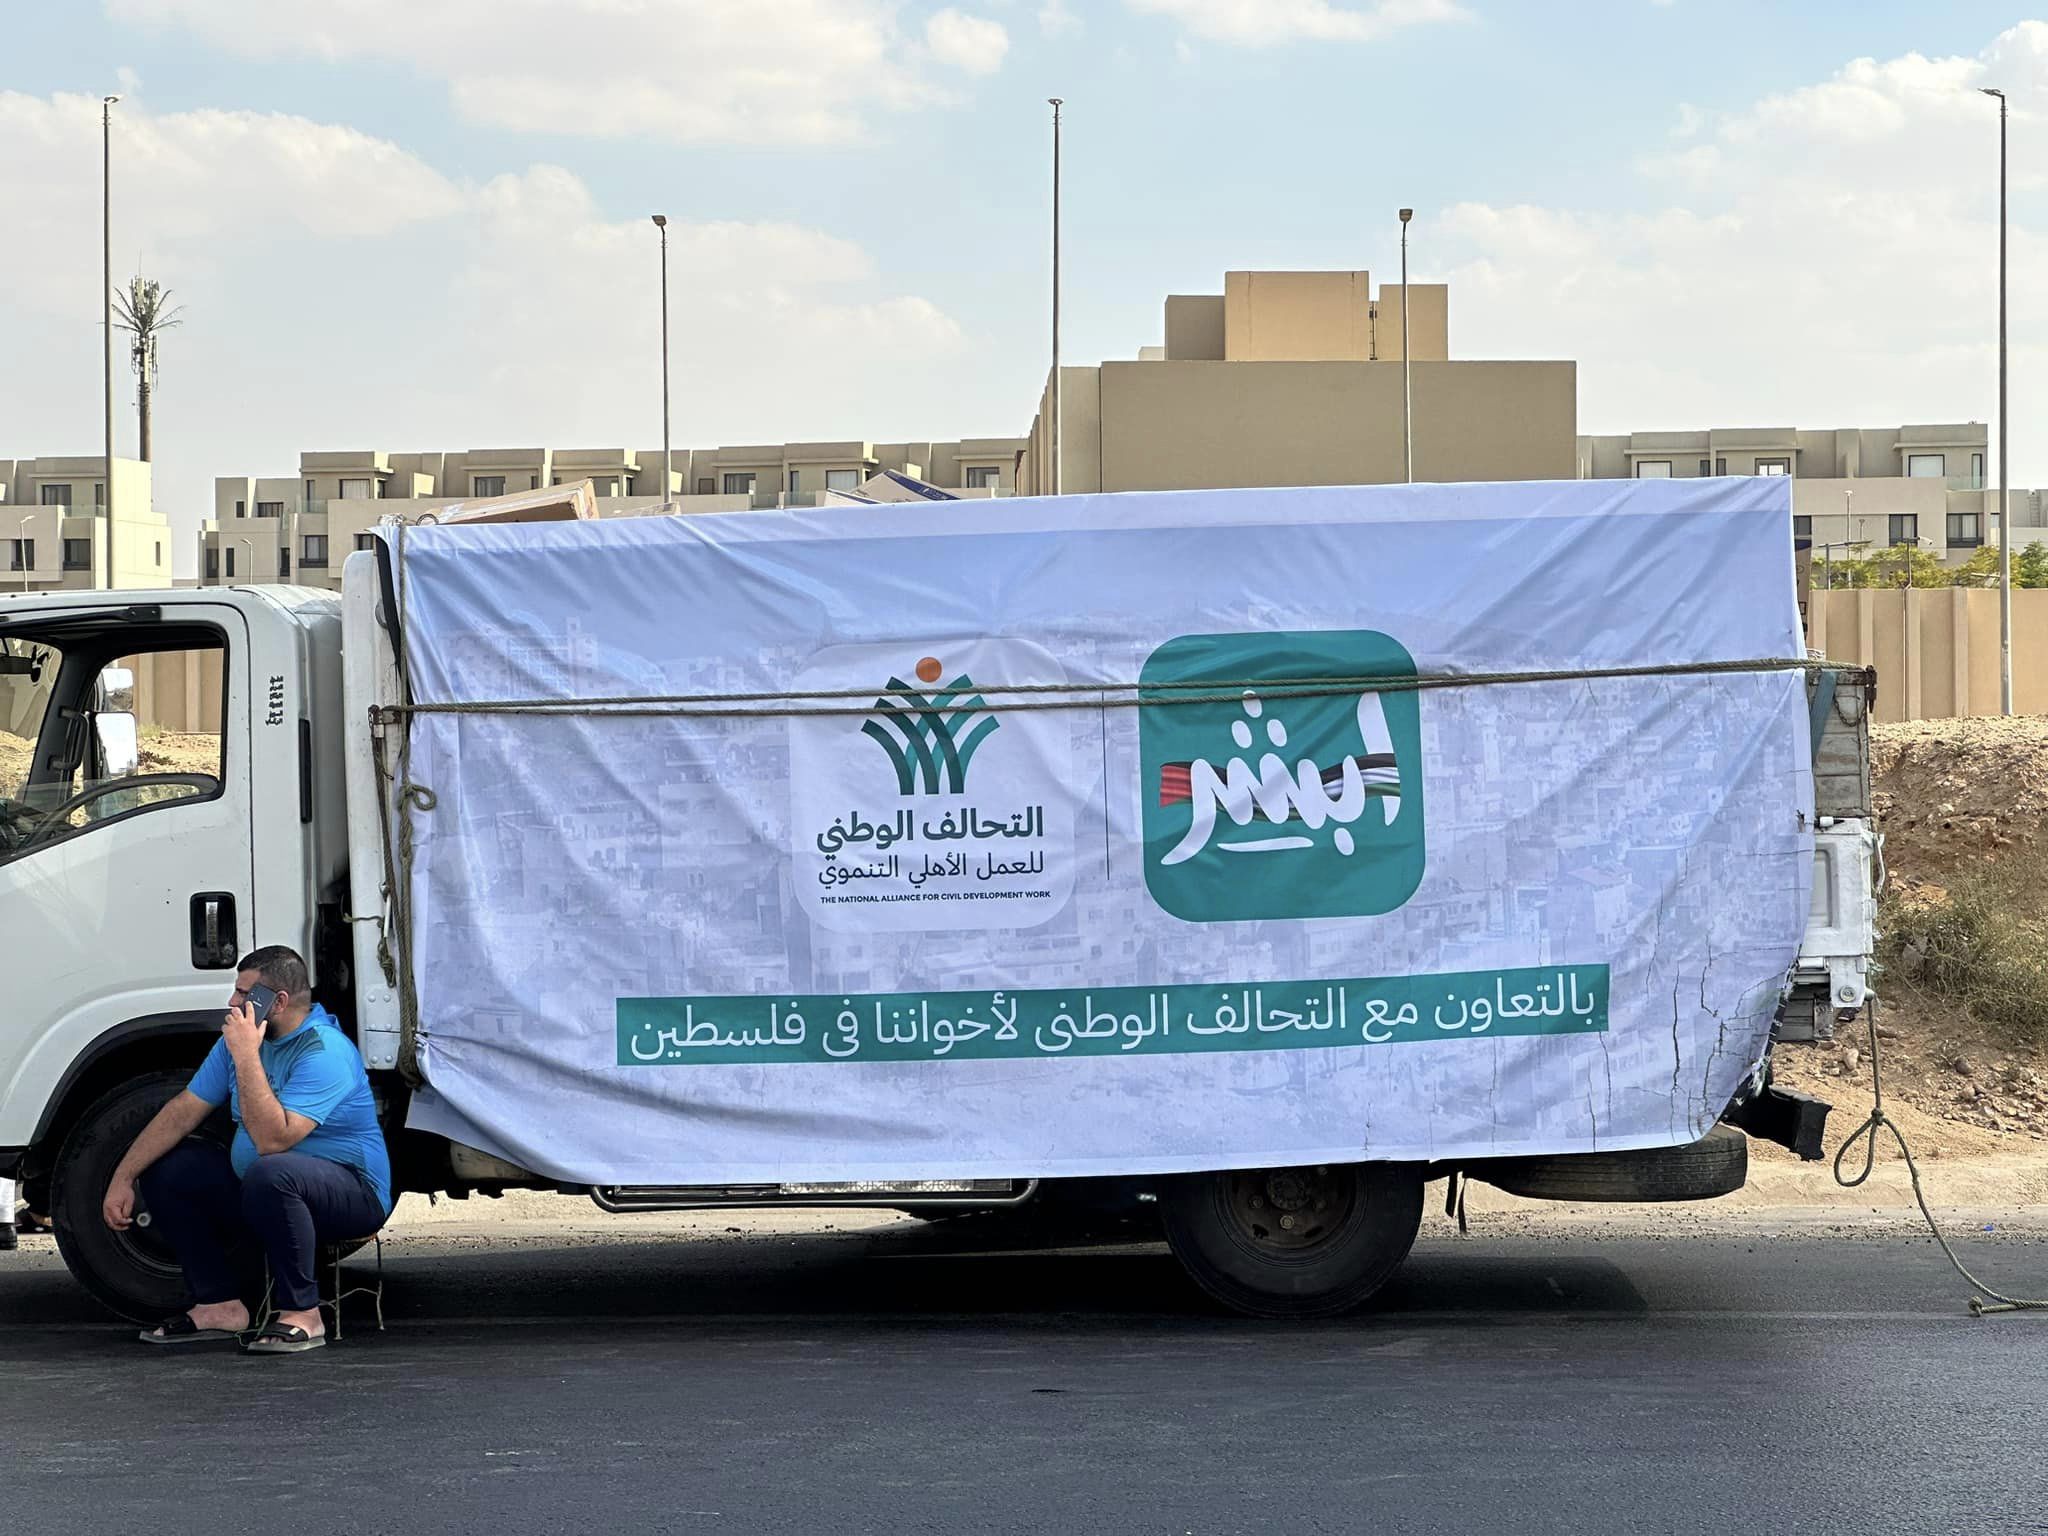 ابشر
التحالف الوطني
للعمل الأهلي التنموي
THE NATIONAL ALLIANCE FOR CIVIL DEVELOPMENT WORK
بالتعاون مع التحالف الوطنى لأخواننا فى فلسطين